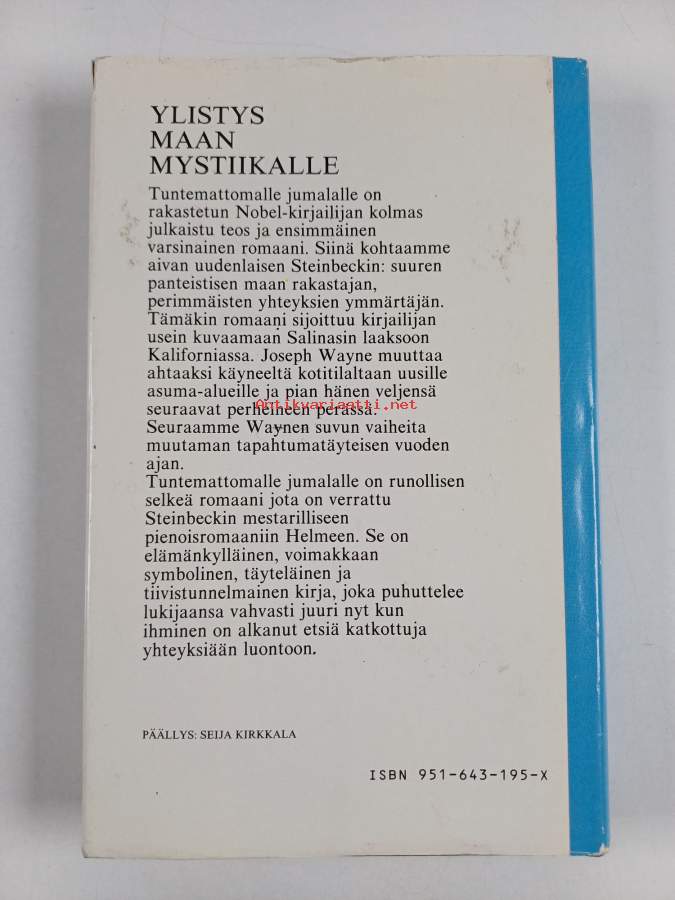 YLISTYS
MAAN
MYSTIIKALLE
Tuntemattomalle jumalalle on
rakastetun Nobel-kirjailijan kolmas
julkaistu teos ja ensimmäinen
varsinainen romaani. Siinä kohtaamme
aivan uudenlaisen Steinbeckin: suuren
panteistisen maan rakastajan,
perimmäisten yhteyksien ymmärtäjän.
Tämäkin romaani sijoittuu kirjailijan
usein kuvaamaan Salinasin laaksoon
Kaliforniassa. Joseph Wayne muuttaa
ahtaaksi käyneeltä kotitilaltaan uusille
asuma-alueille ja pian hänen veljensä
Antikvariaatti.net
seuraavat perheineen perässä.
Seuraamme Waynen suvun vaiheita
muutaman tapahtumatäyteisen vuoden
ajan.
Tuntemattomalle jumalalle on runollisen
selkeä romaani jota on verrattu
Steinbeckin mestarilliseen
pienoisromaaniin Helmeen. Se on
elämänkylläinen, voimakkaan
symbolinen, täyteläinen ja
tiivistunnelmainen kirja, joka puhuttelee
lukijaansa vahvasti juuri nyt kun
ihminen on alkanut etsiä katkottuja
yhteyksiään luontoon.
PÄÄLLYS: SEIJA KIRKKALA
ISBN 951-643-195-X